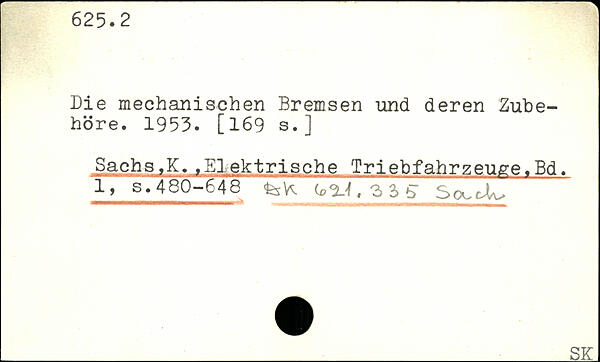 625.2
Die mechanischen Bremsen und deren Zube-
höre. 1953. [169 s.]
Sachs,K.,Elektrische Triebfahrzeuge,Bd.
1, s.480-648 DK 621.335 Sach
SK